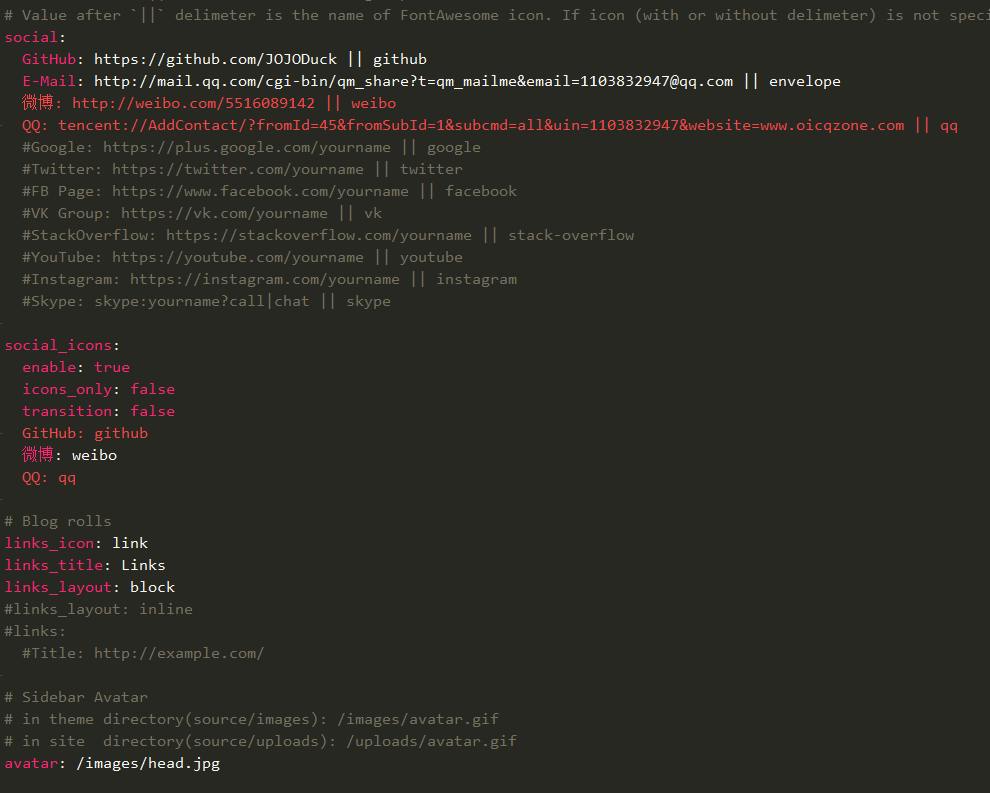 # Value after `||` delimeter is the name of FontAwesome icon. If icon (with or without delimeter) is not speci
social:
  GitHub: https://github.com/JOJODuck || github
  E-Mail: http://mail.qq.com/cgi-bin/qm_share?t=qm_mailme&email=1103832947@qq.com || envelope
  微博: http://weibo.com/5516089142 || weibo
  QQ: tencent://AddContact/?fromId=45&fromSubId=1&subcmd=all&uin=1103832947&website=www.oicqzone.com || qq
  #Google: https://plus.google.com/yourname || google
  #Twitter: https://twitter.com/yourname || twitter
  #FB Page: https://www.facebook.com/yourname || facebook
  #VK Group: https://vk.com/yourname || vk
  #StackOverflow: https://stackoverflow.com/yourname || stack-overflow
  #YouTube: https://youtube.com/yourname || youtube
  #Instagram: https://instagram.com/yourname || instagram
  #Skype: skype:yourname?call|chat || skype
social_icons:
  enable: true
  icons_only: false
  transition: false
  GitHub: github
  微博: weibo
  QQ: qq
# Blog rolls
links_icon: link
links_title: Links
links_layout: block
#links_layout: inline
#links:
  #Title: http://example.com/
# Sidebar Avatar
# in theme directory(source/images): /images/avatar.gif
# in site  directory(source/uploads): /uploads/avatar.gif
avatar: /images/head.jpg